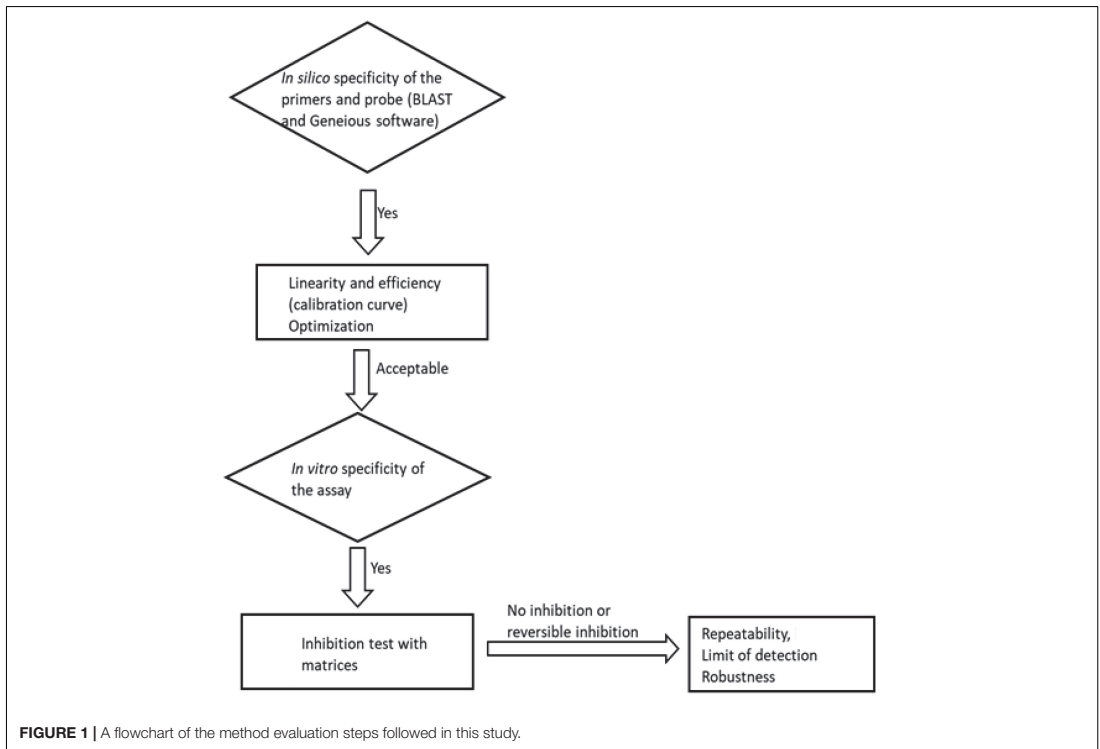 In silico specificity of the
primers and probe (BLAST
and Geneious software)
Yes
Linearity and efficiency
(calibration curve)
Optimization
Acceptable
In vitro specificity of
the assay
Yes
Inhibition test with
matrices
No inhibition or
reversible inhibition
Repeatability,
Limit of detection
Robustness
FIGURE 1 | A flowchart of the method evaluation steps followed in this study.